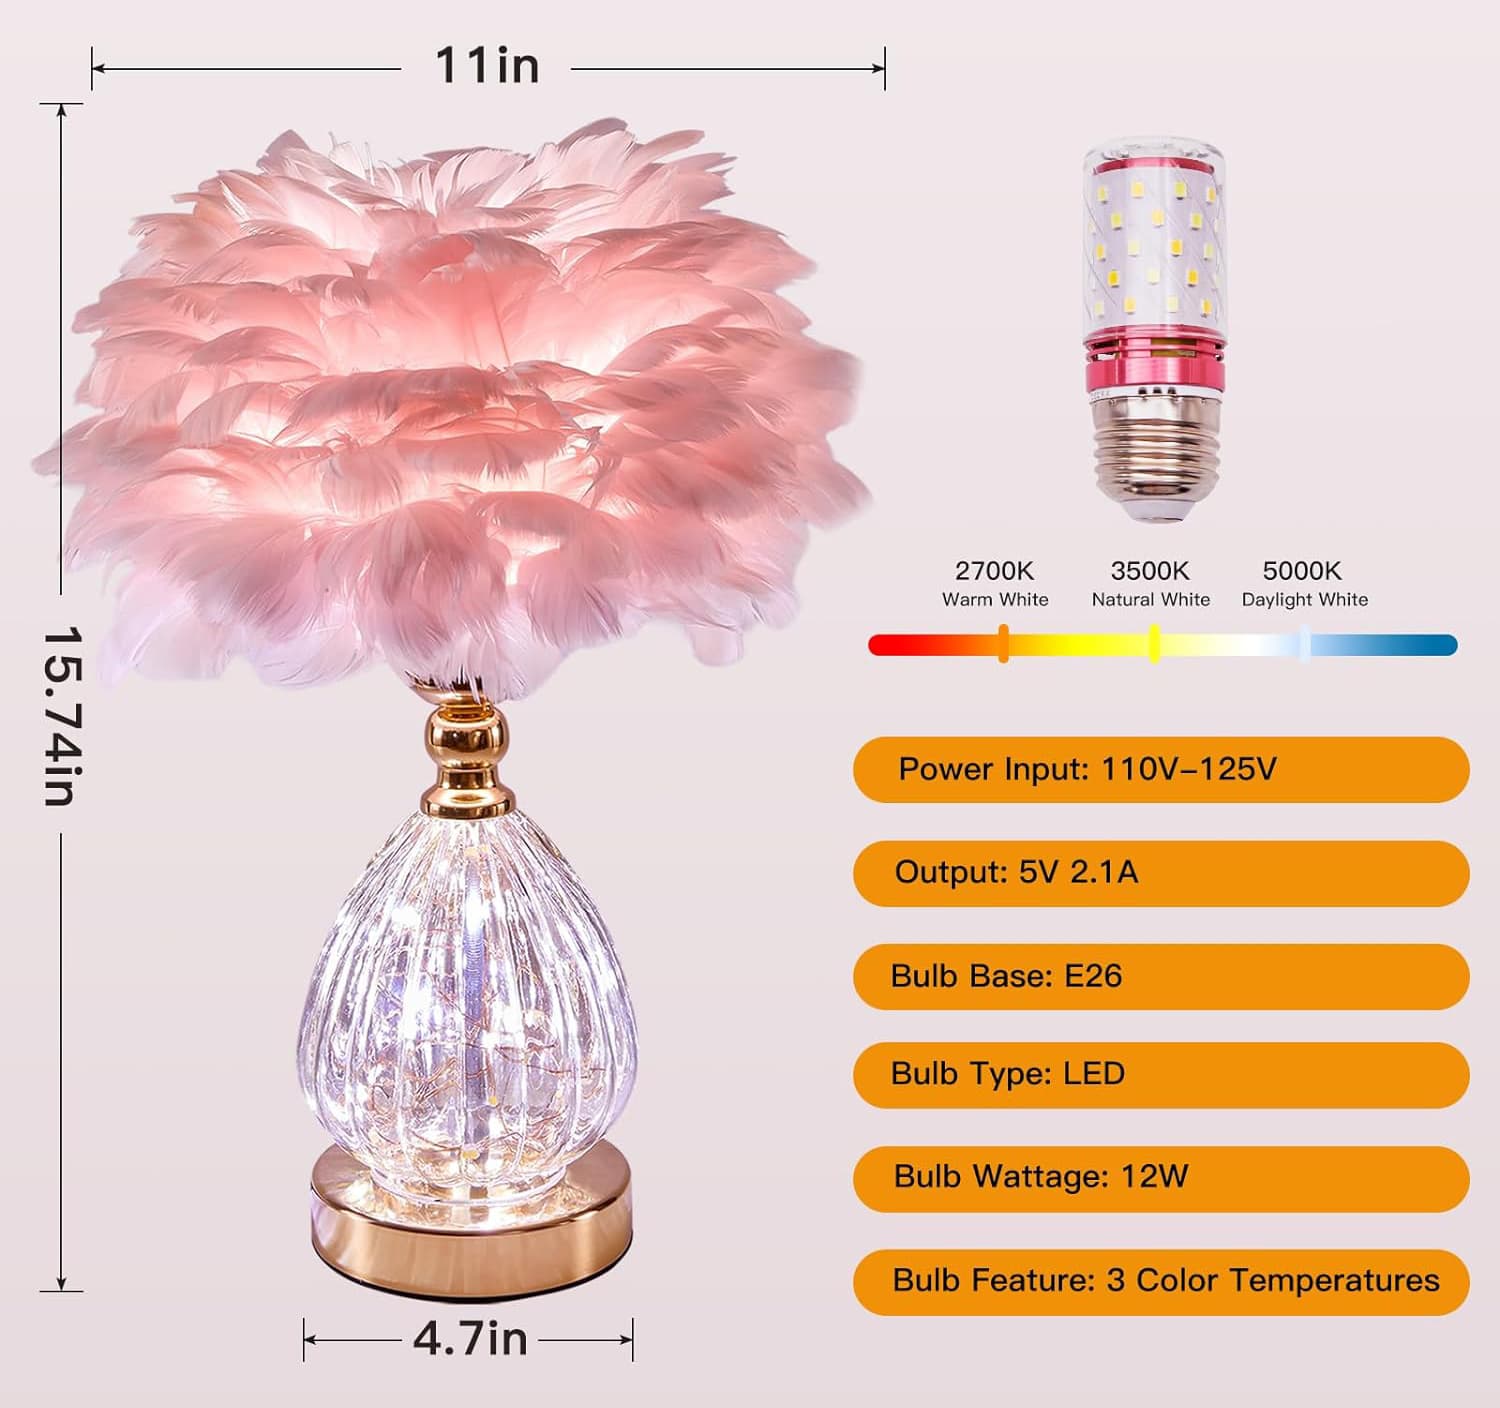 11in
15.74in
2700K
Warm White
3500K
Natural White
5000K
Daylight White
Power Input: 110V–125V
Output: 5V 2.1A
Bulb Base: E26
Bulb Type: LED
Bulb Wattage: 12W
Bulb Feature: 3 Color Temperatures
4.7in